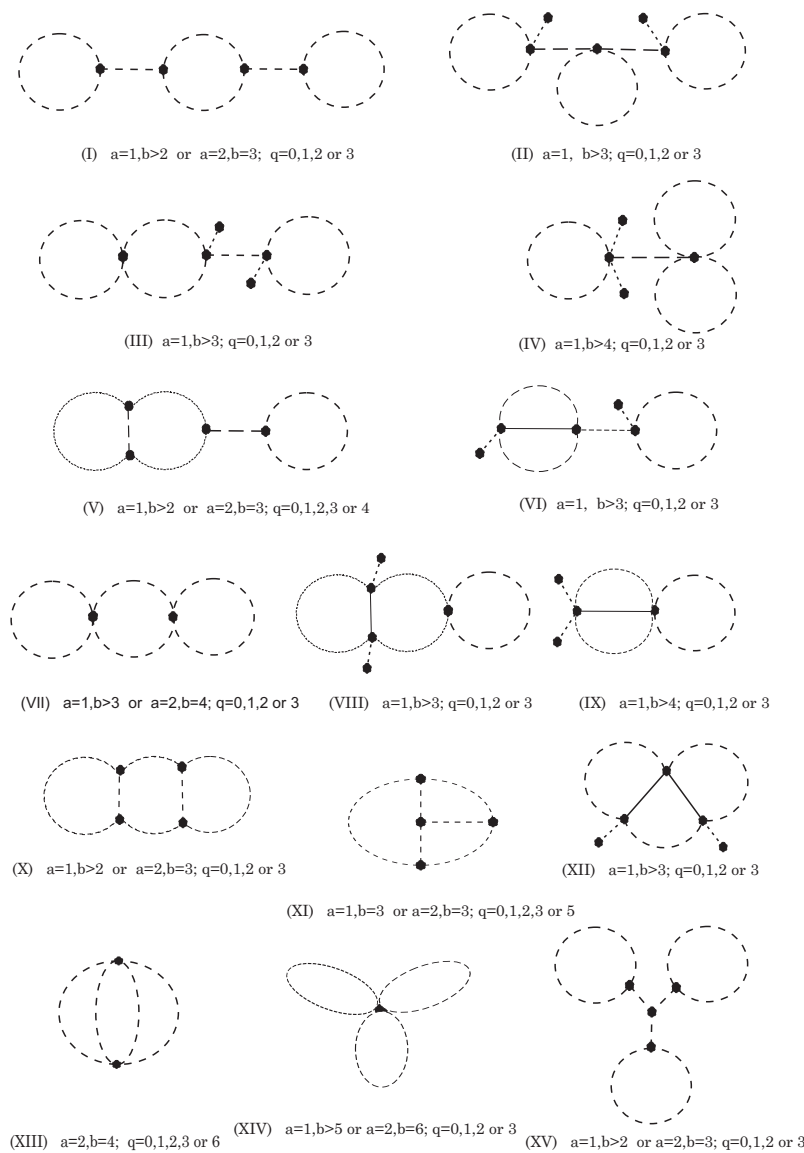 (I) a=1,b>2 or a=2,b=3; q=0,1,2 or 3
(II) a=1, b>3; q=0,1,2 or 3
(III) a=1,b>3; q=0,1,2 or 3
(IV) a=1,b>4; q=0,1,2 or 3
(V) a=1,b>2 or a=2,b=3; q=0,1,2,3 or 4
(VI) a=1, b>3; q=0,1,2 or 3
(VII) a=1,b>3 or a=2,b=4; q=0,1,2 or 3
(VIII) a=1,b>3; q=0,1,2 or 3
(IX) a=1,b>4; q=0,1,2 or 3
(X) a=1,b>2 or a=2,b=3; q=0,1,2 or 3
(XII) a=1,b>3; q=0,1,2 or 3
(XI) a=1,b=3 or a=2,b=3; q=0,1,2,3 or 5
(XIII) a=2,b=4; q=0,1,2,3 or 6
(XIV) a=1,b>5 or a=2,b=6; q=0,1,2 or 3
(XV) a=1,b>2 or a=2,b=3; q=0,1,2 or 3